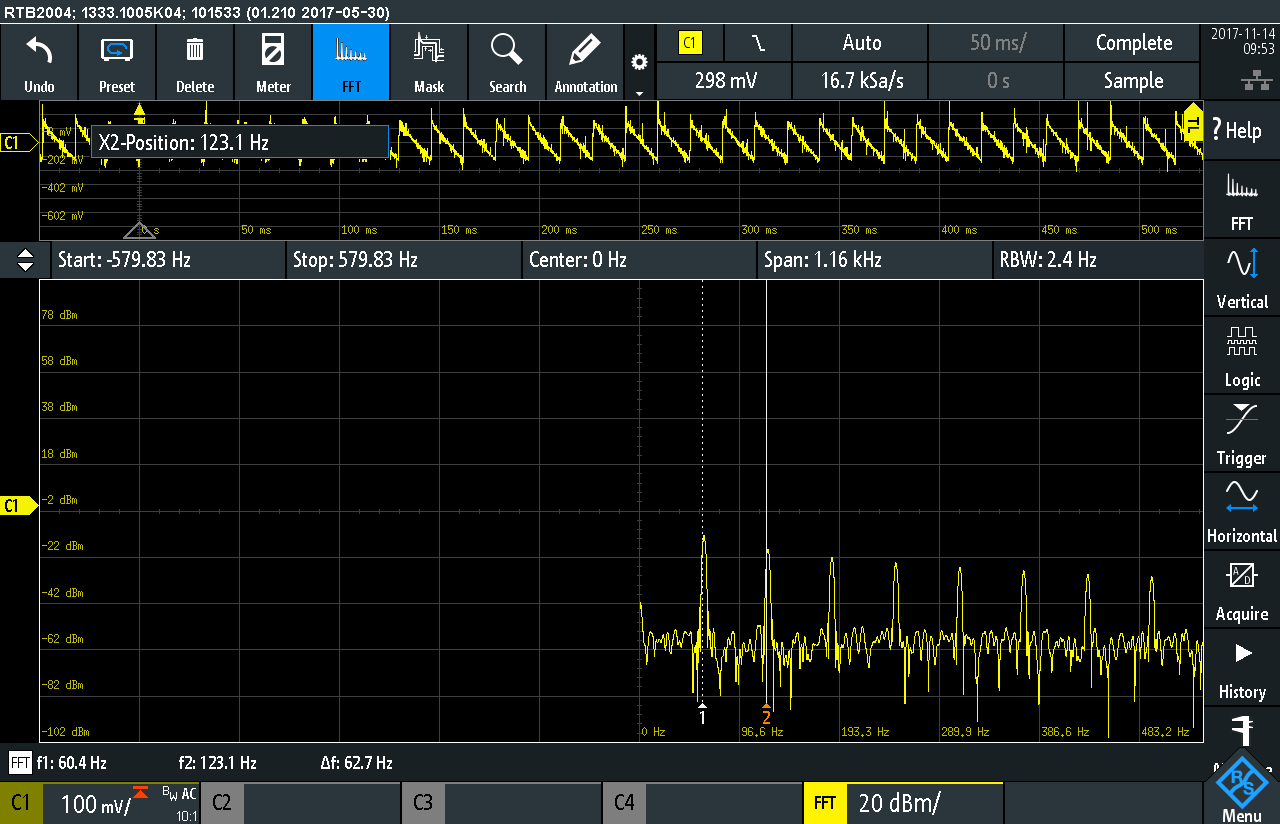 RTB2004; 1333.1005K04; 101533 (01.210 2017-05-30)
Undo
Preset
Delete
Meter
FFT
Mask
Search
Annotation
C1
Auto
50 ms/
Complete
2017-11-14
09:53
298 mV
16.7 kSa/s
0 s
Sample
C1
X2-Position: 123.1 Hz
-202 mV
-402 mV
-602 mV
0 s
50 ms
100 ms
150 ms
200 ms
250 ms
300 ms
350 ms
400 ms
450 ms
500 ms
T
? Help
FFT
Vertical
Logic
Trigger
Horizontal
Acquire
History
Start: -579.83 Hz
Stop: 579.83 Hz
Center: 0 Hz
Span: 1.16 kHz
RBW: 2.4 Hz
78 dBm
58 dBm
38 dBm
18 dBm
C1
-2 dBm
-22 dBm
-42 dBm
-62 dBm
-82 dBm
-102 dBm
1
2
0 Hz
96.6 Hz
193.3 Hz
289.9 Hz
386.6 Hz
483.2 Hz
FFT f1: 60.4 Hz
f2: 123.1 Hz
Δf: 62.7 Hz
C1
100 mV/
BW AC
10:1
C2
C3
C4
FFT
20 dBm/
R&S
Menu